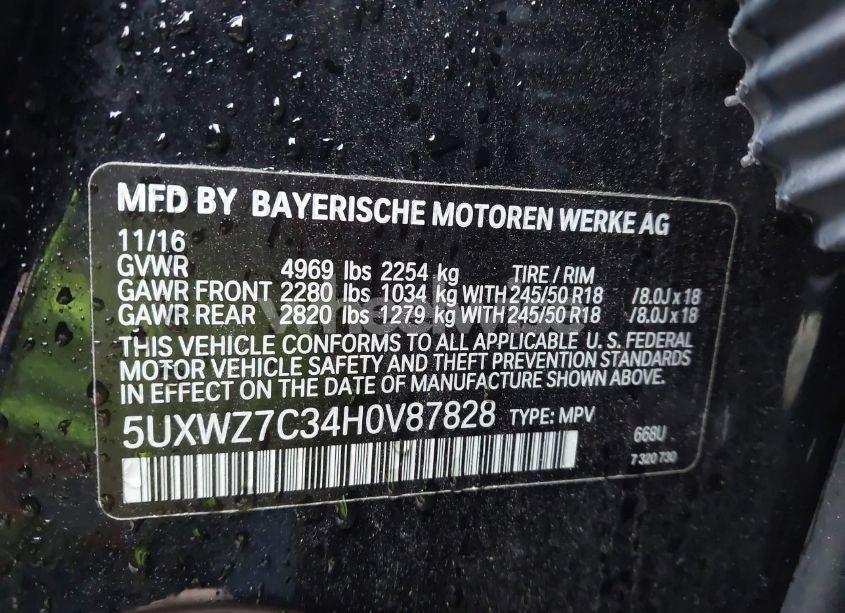 MFD BY BAYERISCHE MOTOREN WERKE AG
11/16
GVWR 4969 lbs 2254 kg TIRE / RIM
GAWR FRONT 2280 lbs 1034 kg WITH 245/50 R18 /8.0J x 18
GAWR REAR 2820 lbs 1279 kg WITH 245/50 R18 /8.0J x 18
THIS VEHICLE CONFORMS TO ALL APPLICABLE U. S. FEDERAL
MOTOR VEHICLE SAFETY AND THEFT PREVENTION STANDARDS
IN EFFECT ON THE DATE OF MANUFACTURE SHOWN ABOVE.
5UXWZ7C34H0V87828 TYPE: MPV 668U
7 320 730